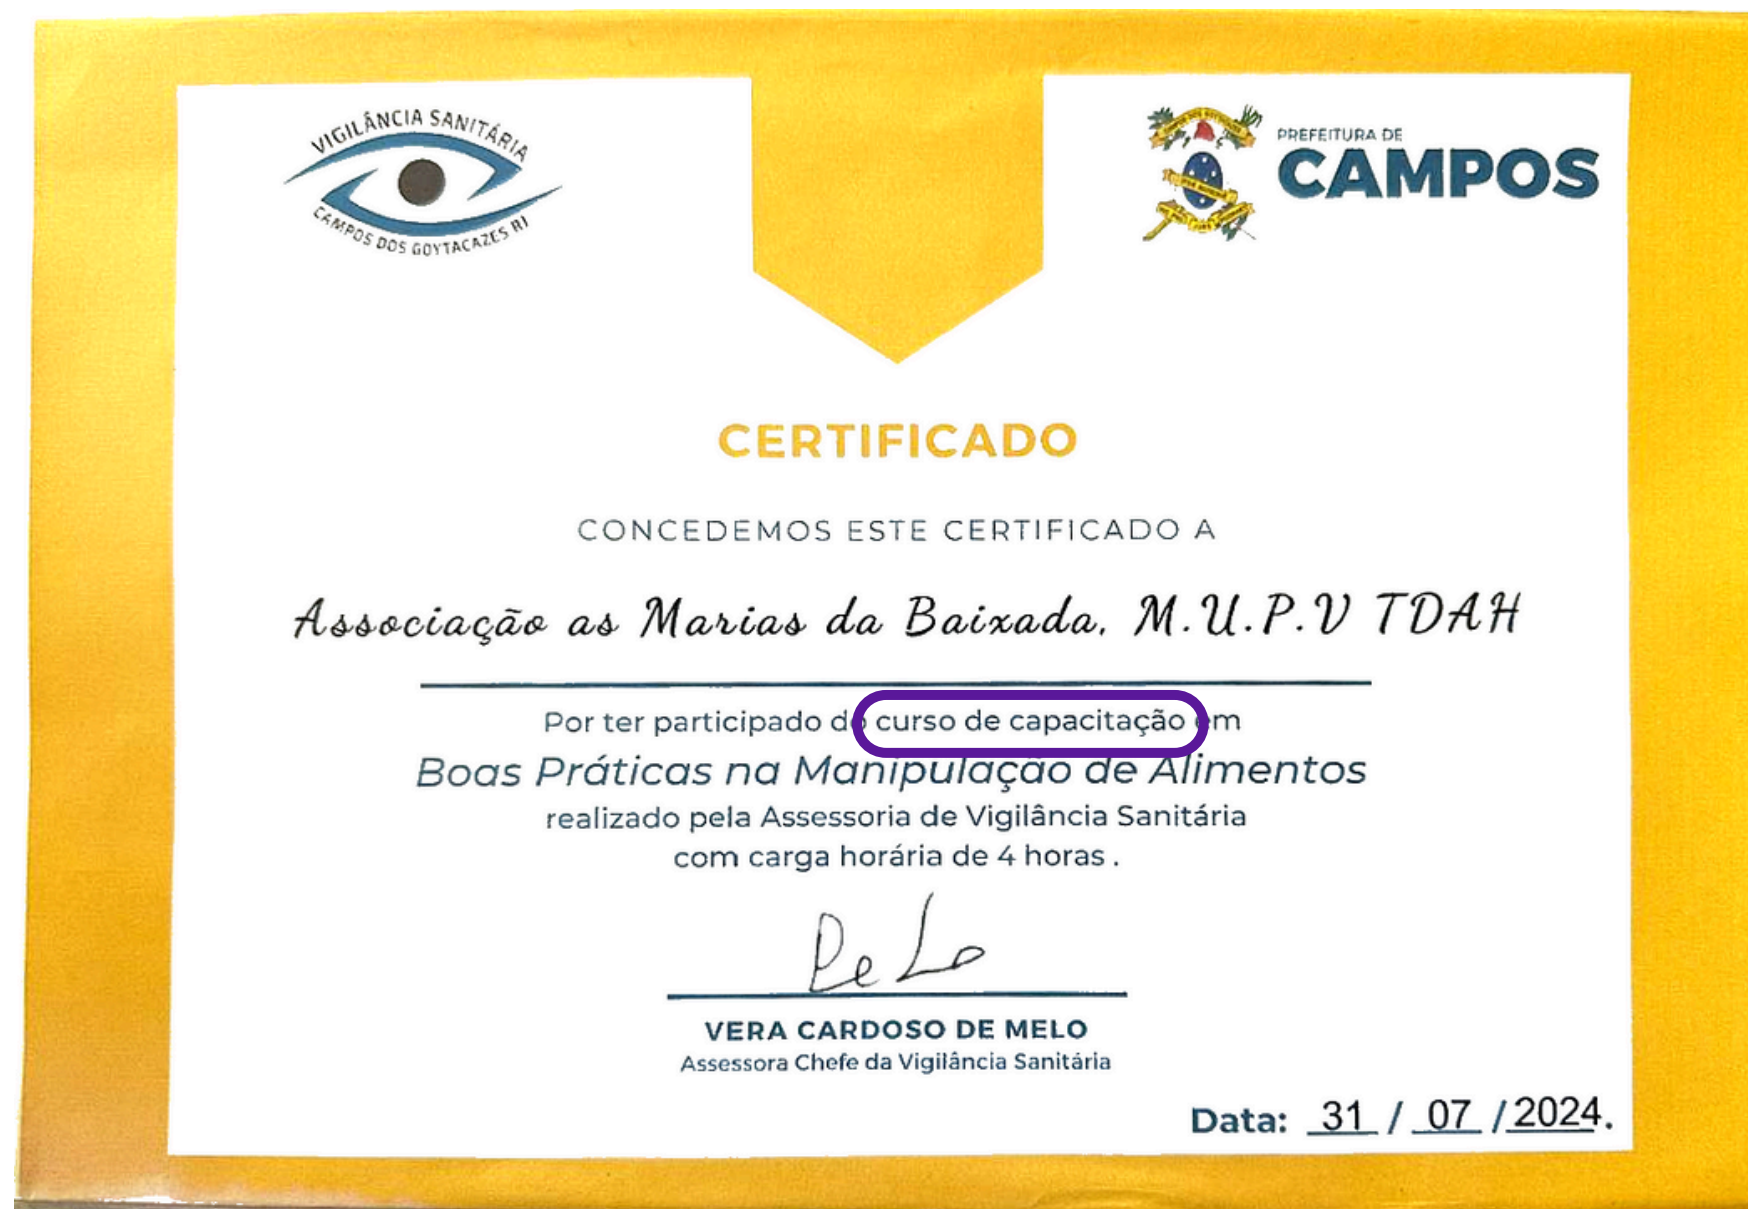 VIGILÂNCIA SANITÁRIA
CAMPOS DOS GOYTACAZES RJ
PREFEITURA DE
CAMPOS
CERTIFICADO
CONCEDEMOS ESTE CERTIFICADO A
Associação as Marias da Baixada, M.U.P.V TDAH
Por ter participado do curso de capacitação em
Boas Práticas na Manipulação de Alimentos
realizado pela Assessoria de Vigilância Sanitária
com carga horária de 4 horas .
VERA CARDOSO DE MELO
Assessora Chefe da Vigilância Sanitária
Data: 31 / 07 / 2024.